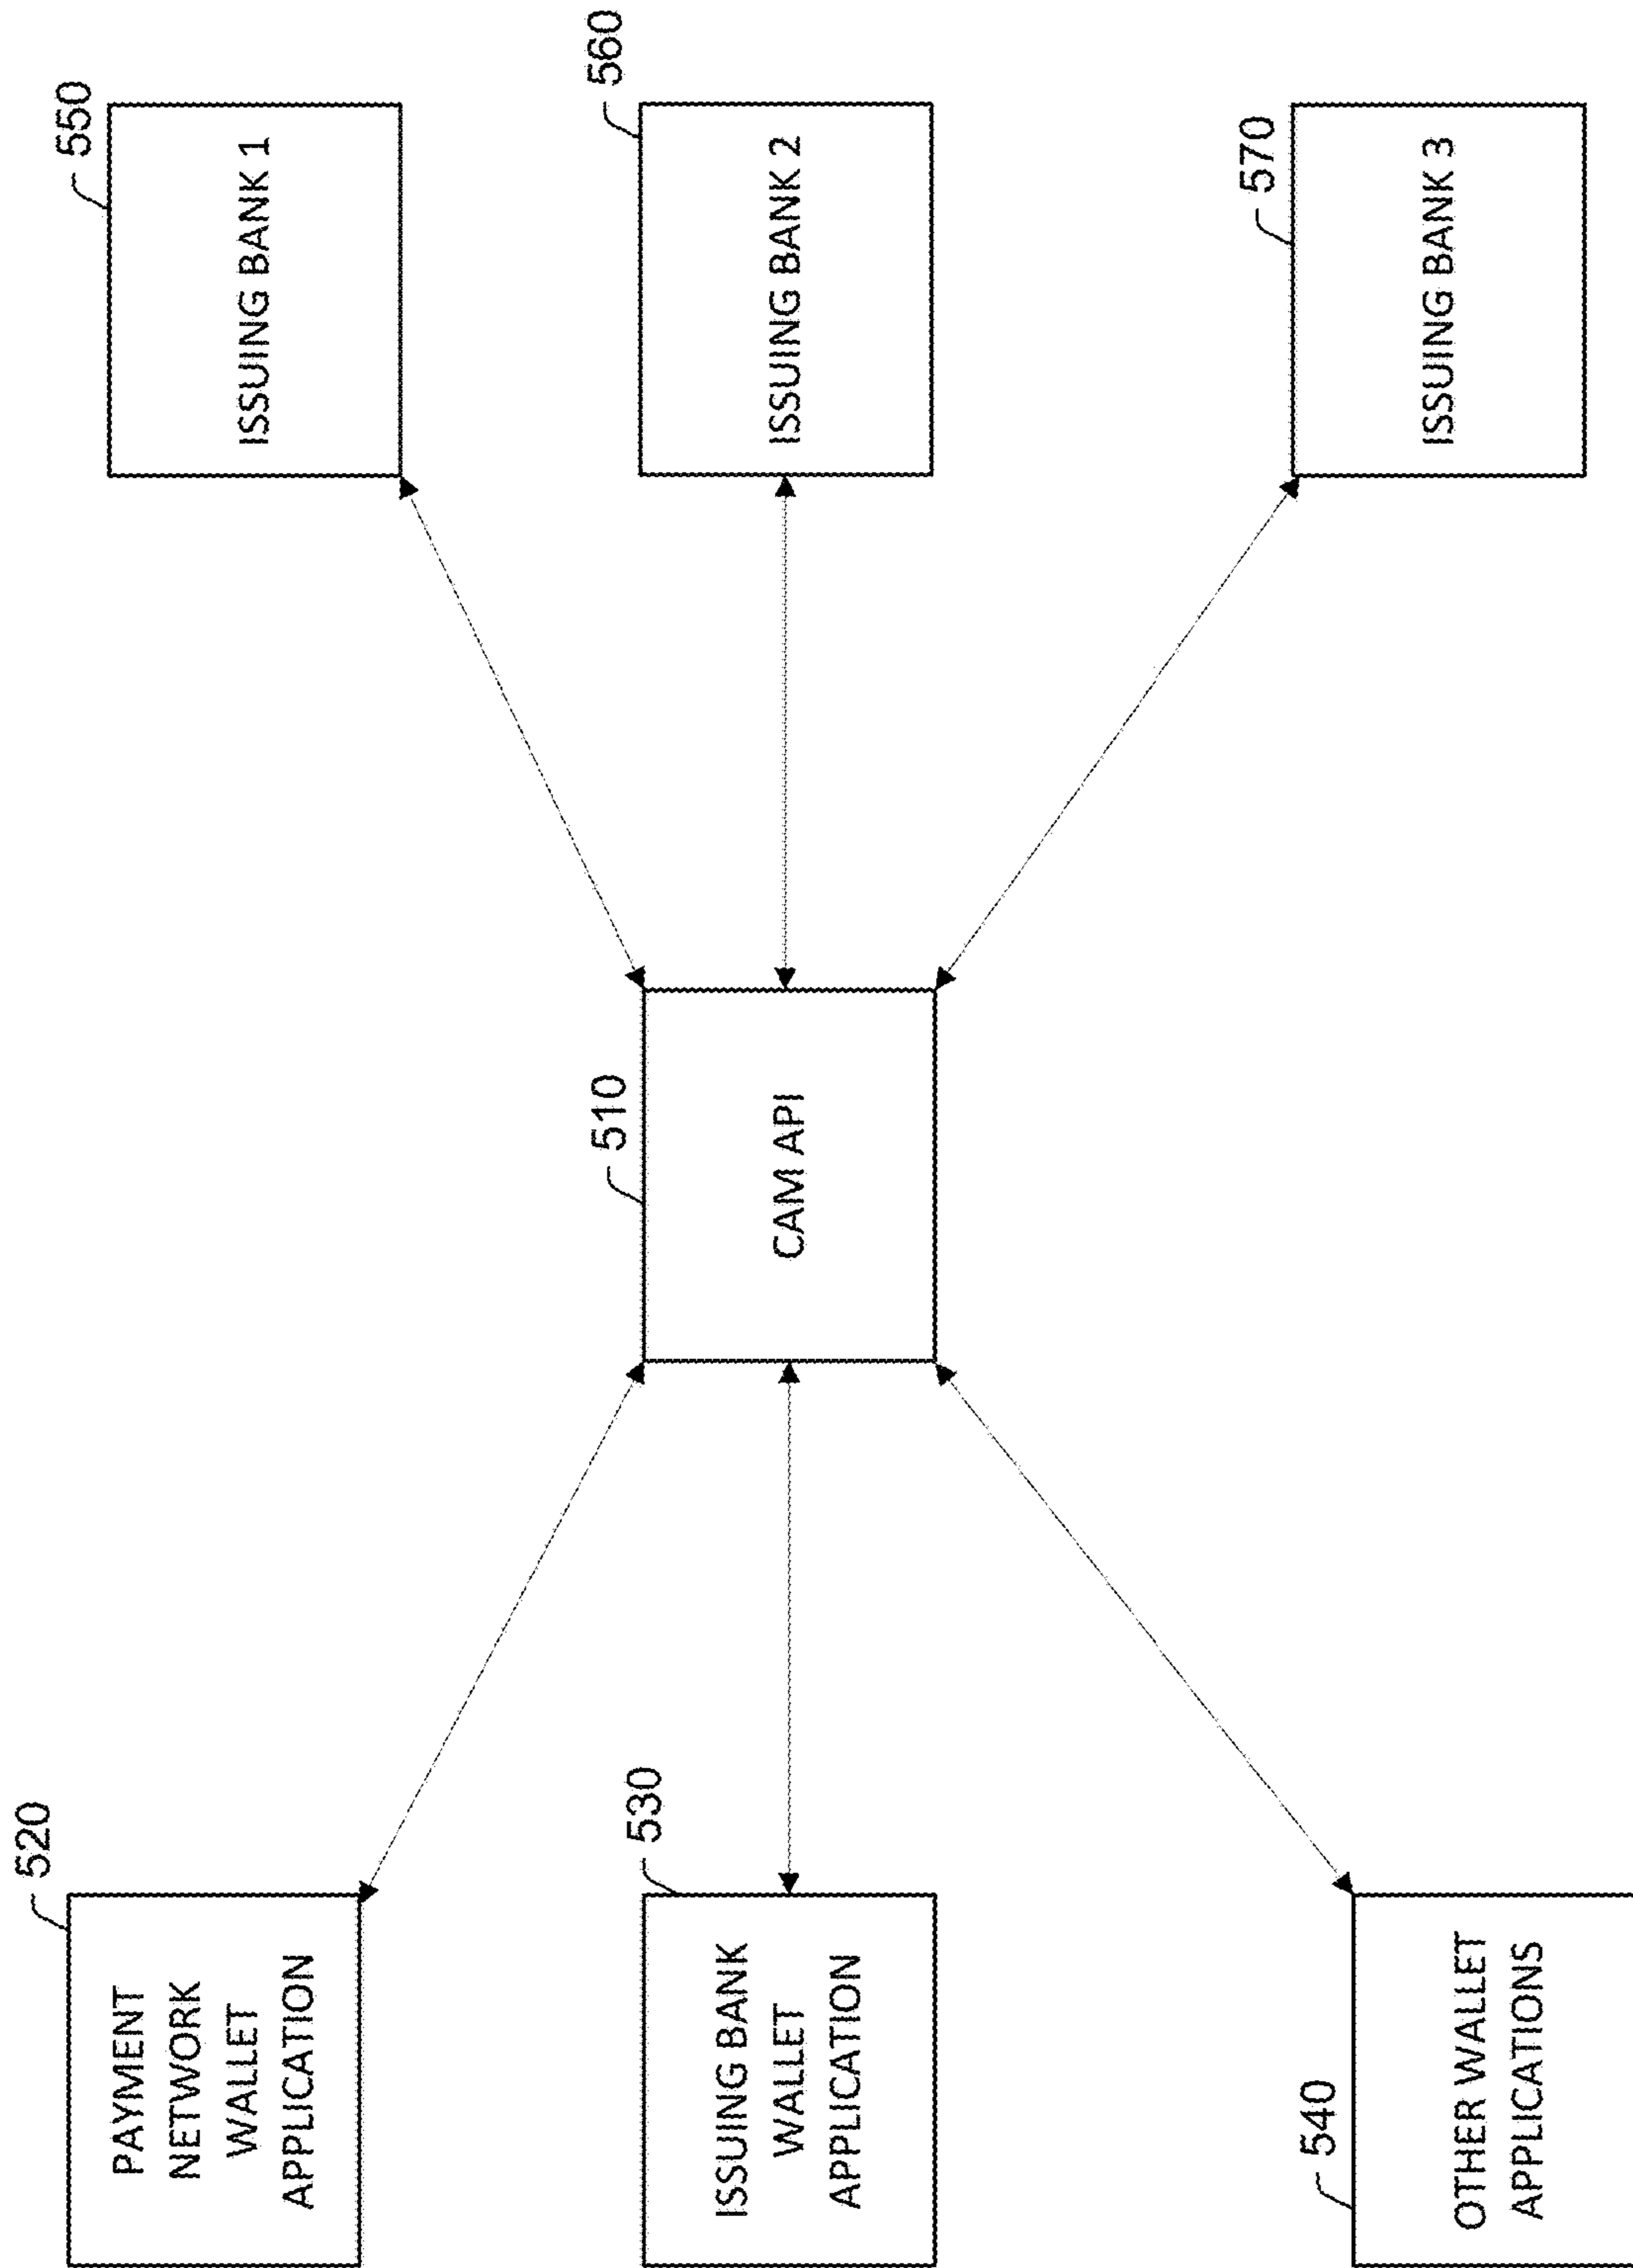 520
PAYMENT
NETWORK
WALLET
APPLICATION
530
ISSUING BANK
WALLET
APPLICATION
540
OTHER WALLET
APPLICATIONS
510
CAM API
550
ISSUING BANK 1
560
ISSUING BANK 2
570
ISSUING BANK 3